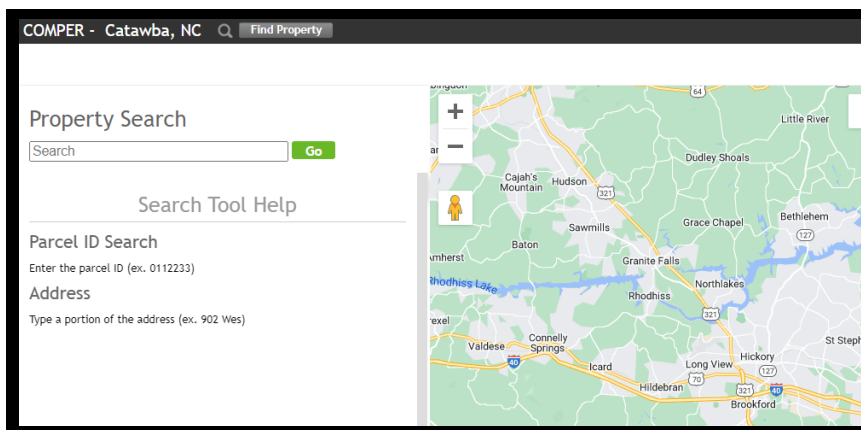 COMPER - Catawba, NC
Find Property
Property Search
Search
Go
Search Tool Help
Parcel ID Search
Enter the parcel ID (ex. 0112233)
Address
Type a portion of the address (ex. 902 Wes)
64
Little River
+
−
Dudley Shoals
Cajah's
Mountain
Hudson
321
Sawmills
Grace Chapel
Bethlehem
127
Baton
mherst
Granite Falls
Rhodhiss Lake
Northlakes
Rhodhiss
321
rexel
Connelly
Springs
Valdese
St Steph
40
Icard
Long View
Hickory
127
70
Hildebran
321
40
Brookford